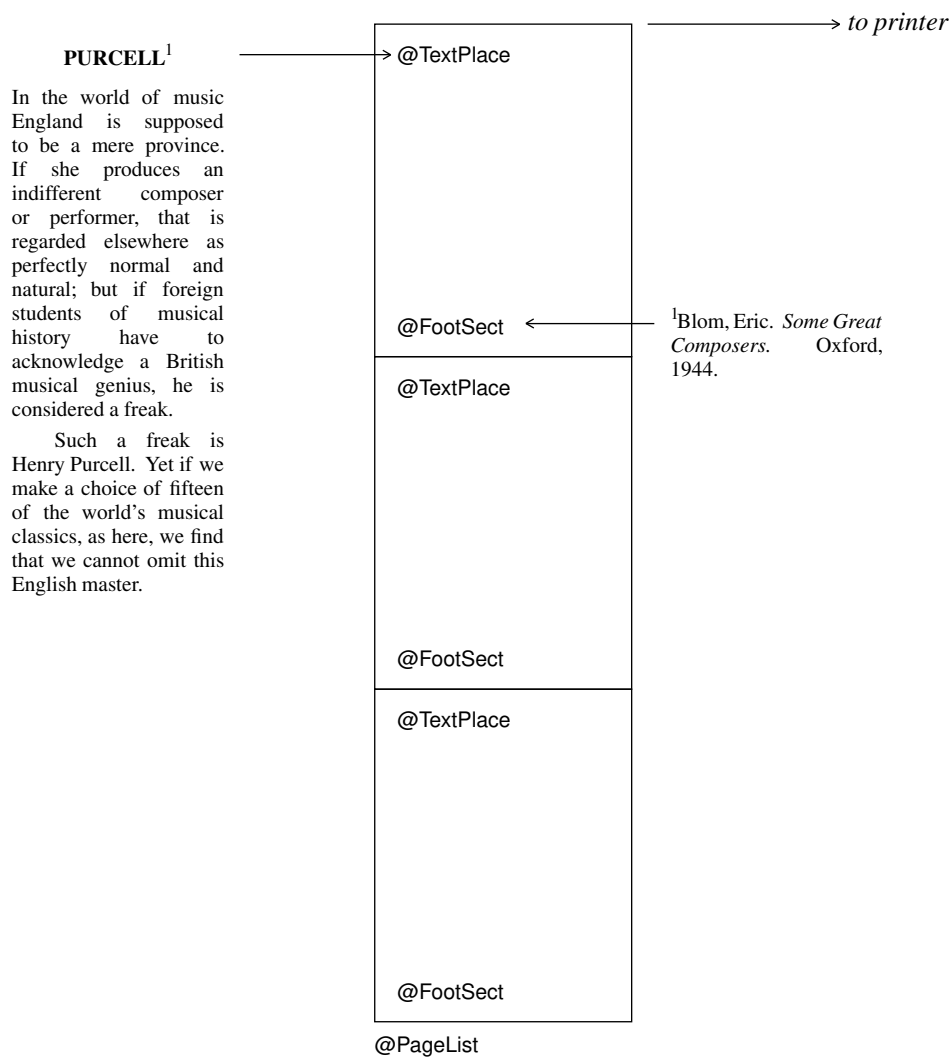 to printer
PURCELL¹
@TextPlace
In the world of music
England is supposed
to be a mere province.
If she produces an
indifferent composer
or performer, that is
regarded elsewhere as
perfectly normal and
natural; but if foreign
students of musical
history have to
acknowledge a British
musical genius, he is
considered a freak.
Such a freak is
Henry Purcell. Yet if we
make a choice of fifteen
of the world's musical
classics, as here, we find
that we cannot omit this
English master.
@FootSect
¹Blom, Eric. Some Great
Composers. Oxford,
1944.
@TextPlace
@FootSect
@TextPlace
@FootSect
@PageList